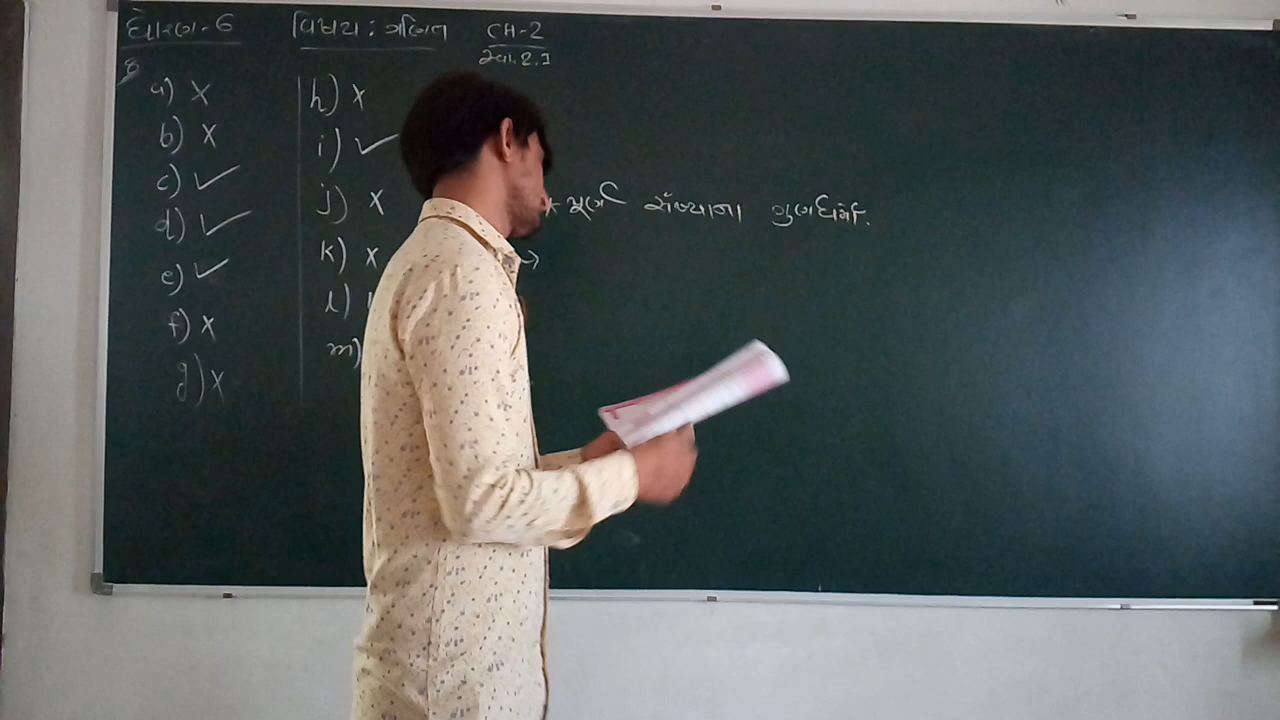 ધોરણ-6 વિષય: ગણિત CH-2
સ્વા.2.1
8
a) x
b) x
c) ✓
d) ✓
e) ✓
f) x
g) x
h) x
i) ✓
j) x
k) x
l)
m)
* પૂર્ણ સંખ્યાના ગુણધર્મો.
→